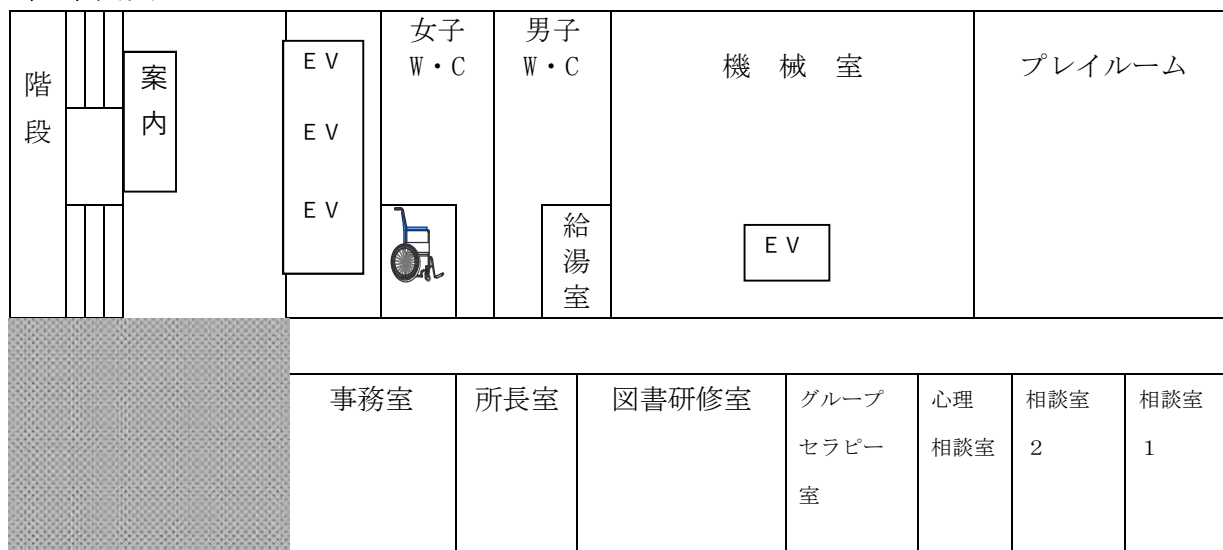 階段
案内
ＥＶ
ＥＶ
ＥＶ
女子
Ｗ・Ｃ
男子
Ｗ・Ｃ
給湯室
機　械　室
ＥＶ
プレイルーム
事務室
所長室
図書研修室
グループ
セラピー
室
心理
相談室
相談室
２
相談室
１